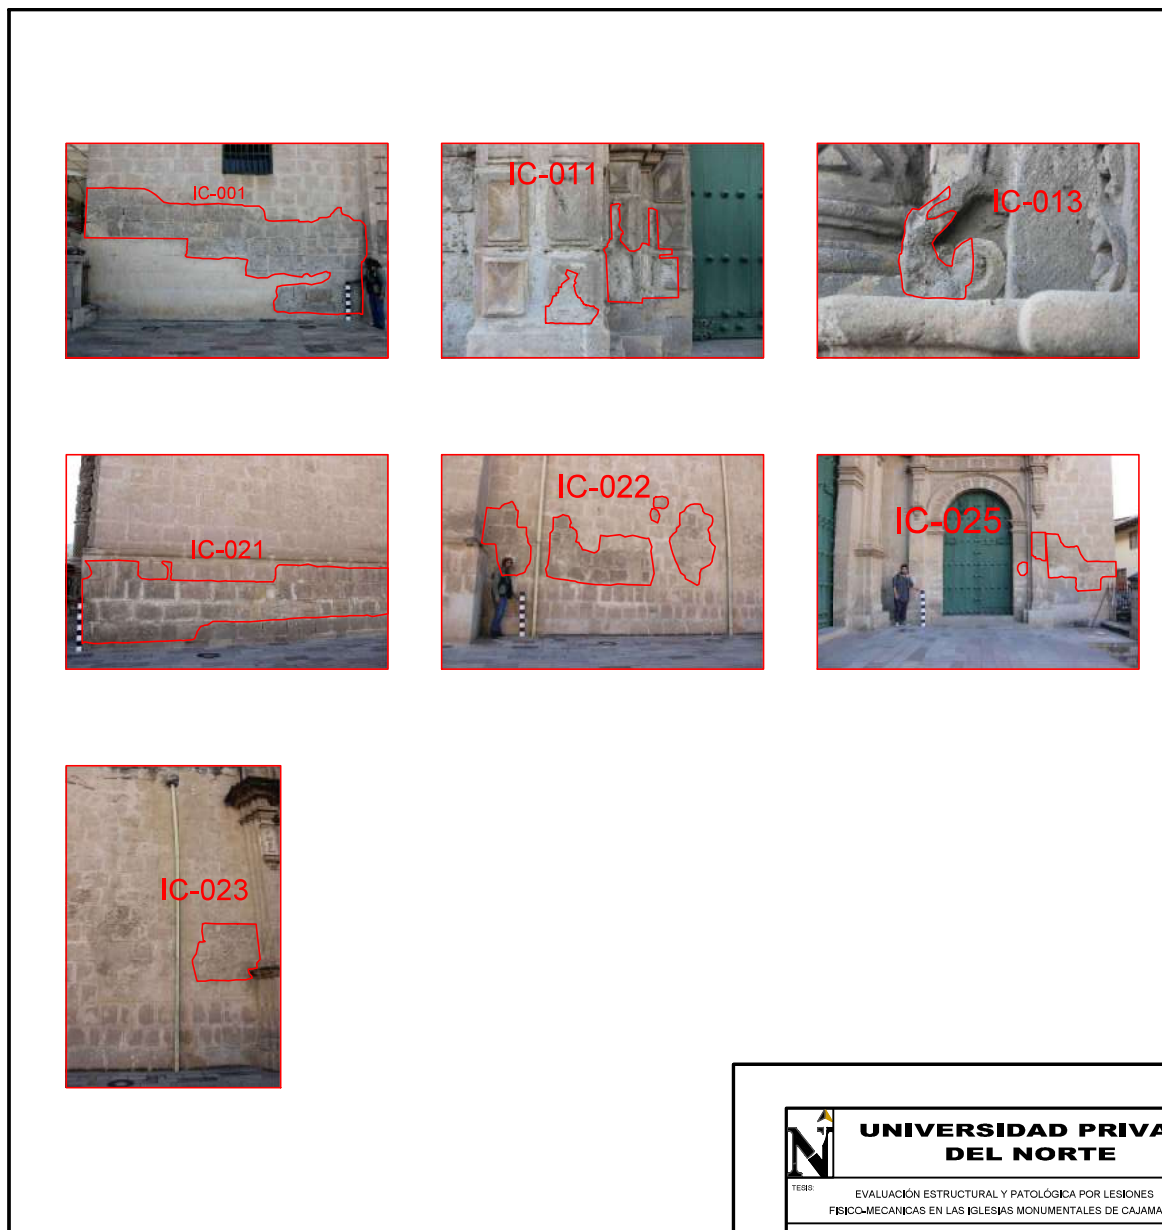 IC-001
IC-011
IC-013
IC-021
IC-022
IC-025
IC-023
UNIVERSIDAD PRIVA
DEL NORTE
TESIS:
EVALUACIÓN ESTRUCTURAL Y PATOLÓGICA POR LESIONES
FISICO-MECANICAS EN LAS IGLESIAS MONUMENTALES DE CAJAMA